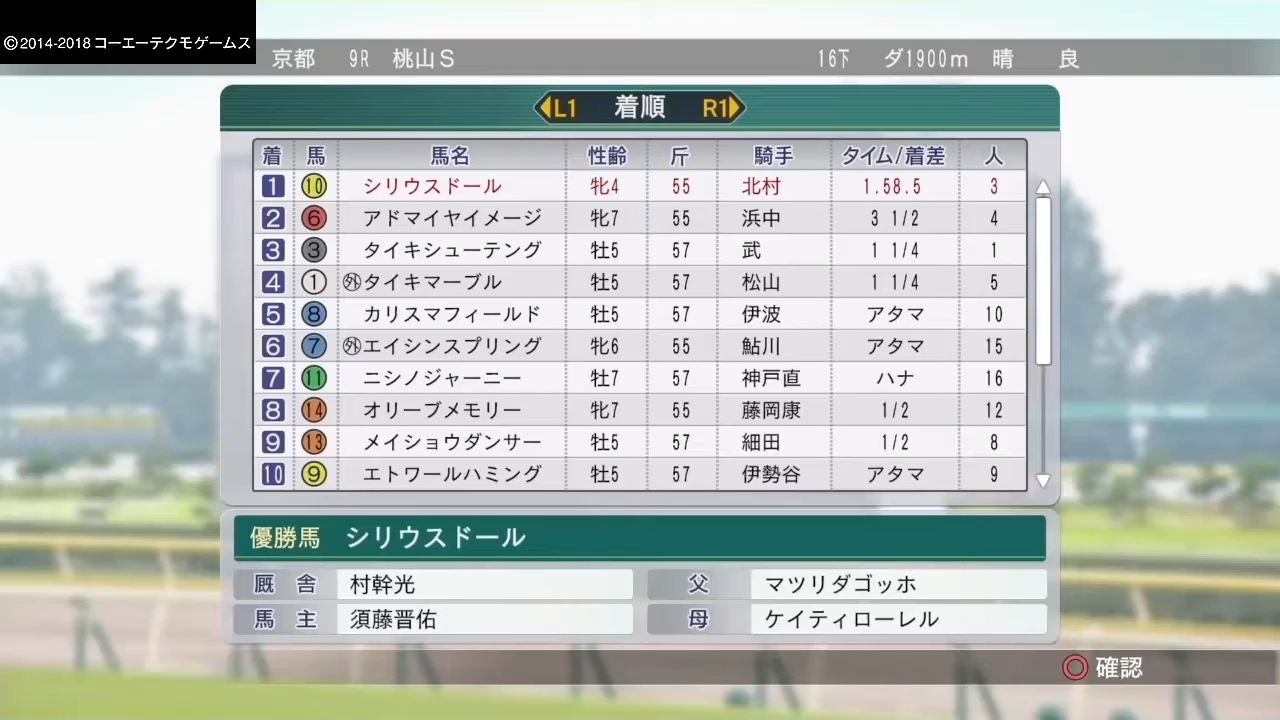 ©2014-2018 コーエーテクモゲームス
京都 9R 桃山S 16下 ダ1900m 晴 良
L1 着順 R1
着 馬 馬名 性齢 斤 騎手 タイム/着差 人
1 10 シリウスドール 牝4 55 北村 1.58.5 3
2 6 アドマイヤイメージ 牝7 55 浜中 3 1/2 4
3 3 タイキシューテング 牡5 57 武 1 1/4 1
4 1 外タイキマーブル 牡5 57 松山 1 1/4 5
5 8 カリスマフィールド 牡5 57 伊波 アタマ 10
6 7 外エイシンスプリング 牝6 55 鮎川 アタマ 15
7 11 ニシノジャーニー 牡7 57 神戸直 ハナ 16
8 14 オリーブメモリー 牝7 55 藤岡康 1/2 12
9 13 メイショウダンサー 牡5 57 細田 1/2 8
10 9 エトワールハミング 牡5 57 伊勢谷 アタマ 9
優勝馬 シリウスドール
厩舎 村幹光 父 マツリダゴッホ
馬主 須藤晋佑 母 ケイティローレル
確認